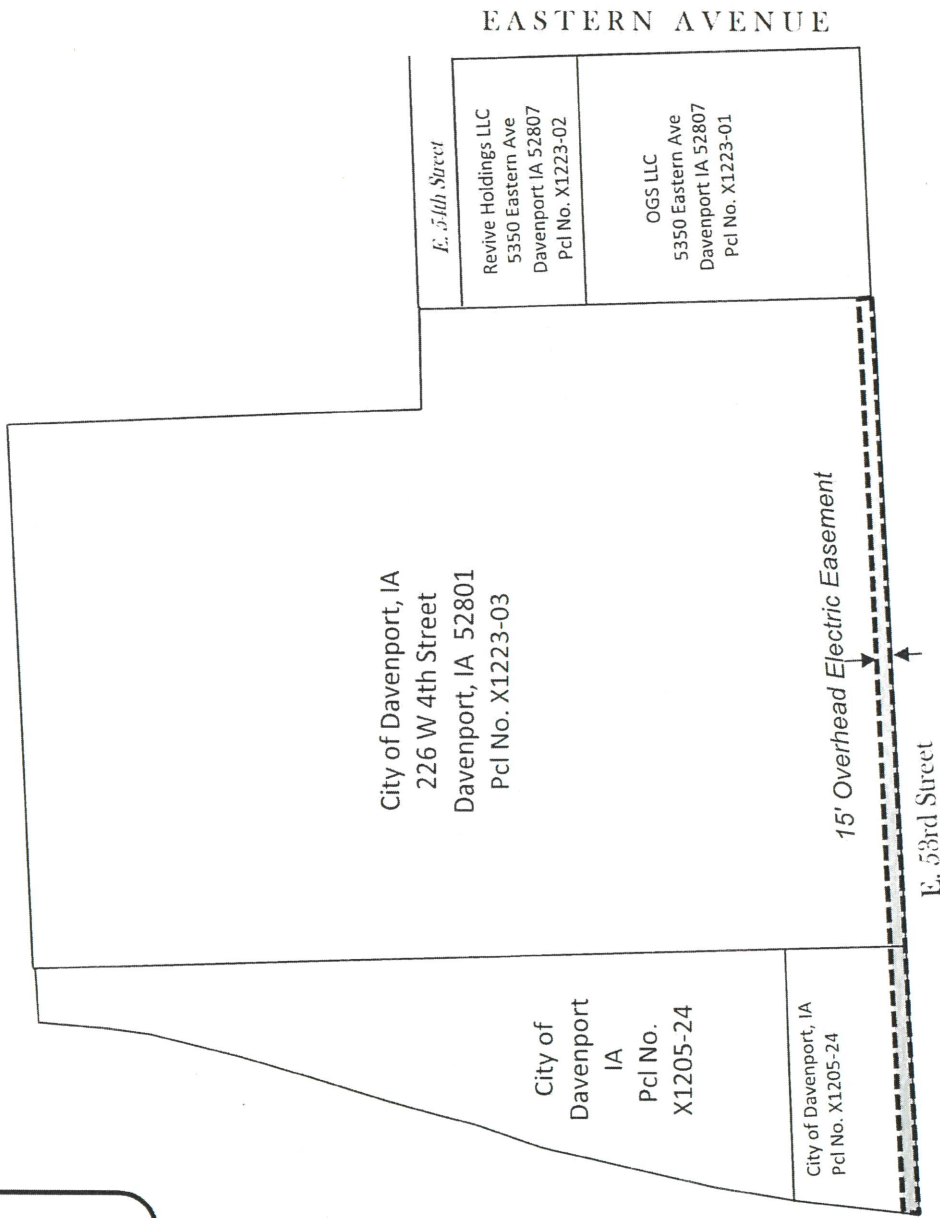 EASTERN AVENUE
E. 54th Street
Revive Holdings LLC
5350 Eastern Ave
Davenport IA 52807
Pcl No. X1223-02
OGS LLC
5350 Eastern Ave
Davenport IA 52807
Pcl No. X1223-01
City of Davenport, IA
226 W 4th Street
Davenport, IA 52801
Pcl No. X1223-03
15' Overhead Electric Easement
City of
Davenport
IA
Pcl No.
X1205-24
City of Davenport, IA
Pcl No. X1205-24
E. 53rd Street